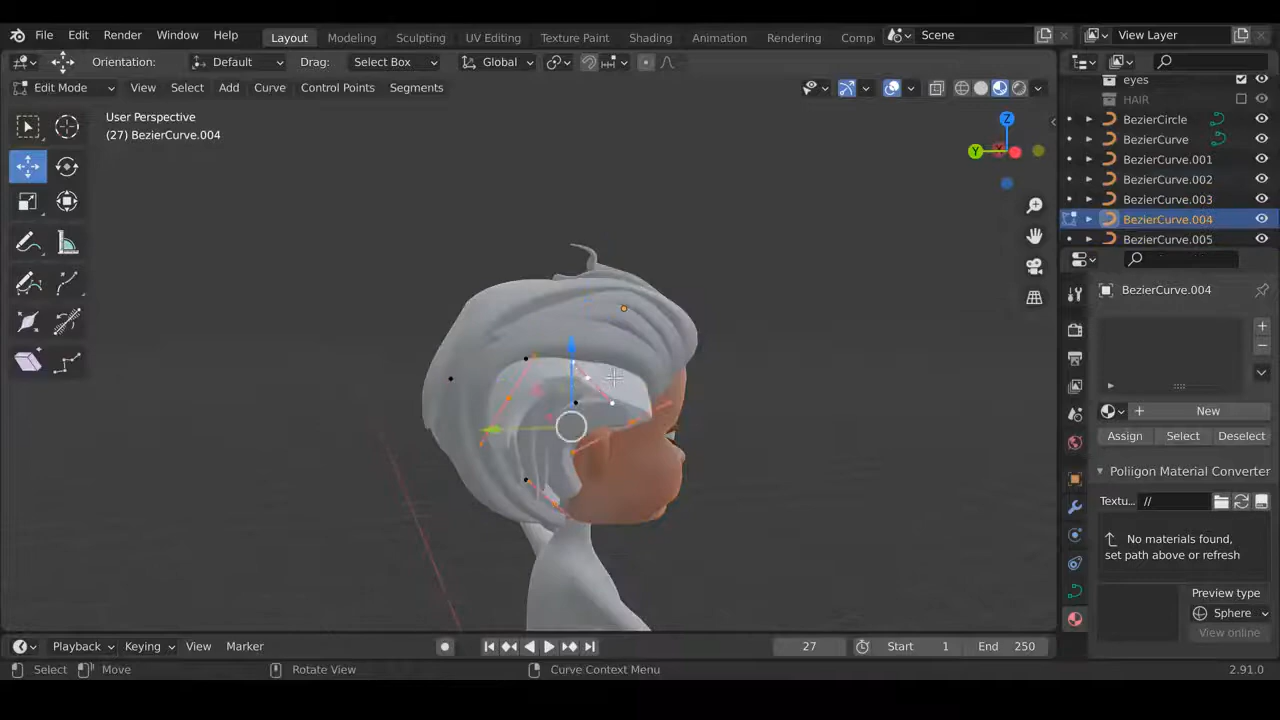 File Edit Render Window Help Layout Modeling Sculpting UV Editing Texture Paint Shading Animation Rendering Comp Scene View Layer
Orientation: Default Drag: Select Box Global
Edit Mode View Select Add Curve Control Points Segments
User Perspective
(27) BezierCurve.004
Z
Y
X
eyes
HAIR
BezierCircle
BezierCurve
BezierCurve.001
BezierCurve.002
BezierCurve.003
BezierCurve.004
BezierCurve.005
BezierCurve.004
New
Assign Select Deselect
Poliigon Material Converter
Textu... //
No materials found,
set path above or refresh
Preview type
Sphere
View online
Playback Keying View Marker 27 Start 1 End 250
Select Move Rotate View Curve Context Menu 2.91.0